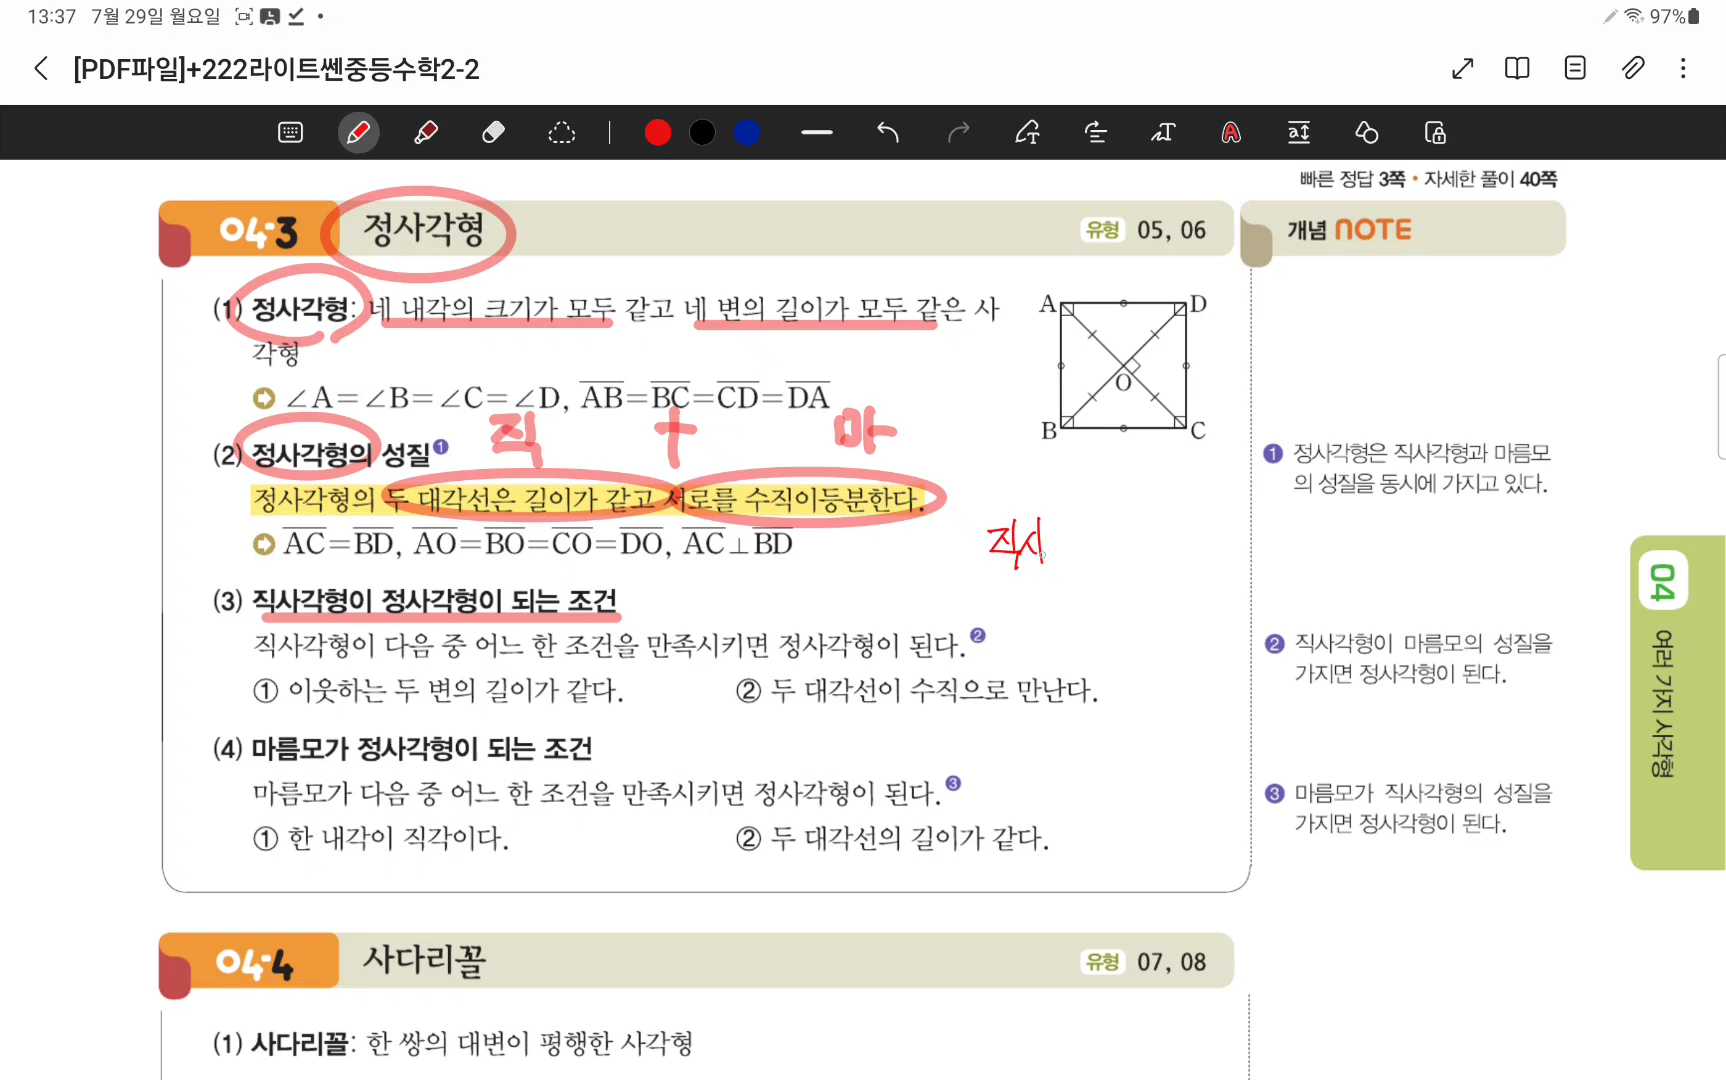 13:37 7월 29일 월요일
97%
[PDF파일]+222라이트쎈중등수학2-2
빠른 정답 3쪽 • 자세한 풀이 40쪽
04-3 정사각형 유형 05, 06
개념 NOTE
(1) 정사각형: 네 내각의 크기가 모두 같고 네 변의 길이가 모두 같은 사
각형
➡ ∠A=∠B=∠C=∠D, A̅B̅=B̅C̅=C̅D̅=D̅A̅
A D
O
B C
직 + 마
(2) 정사각형의 성질❶
정사각형의 두 대각선은 길이가 같고 서로를 수직이등분한다.
➡ A̅C̅=B̅D̅, A̅O̅=B̅O̅=C̅O̅=D̅O̅, A̅C̅⊥B̅D̅
직사
(3) 직사각형이 정사각형이 되는 조건
직사각형이 다음 중 어느 한 조건을 만족시키면 정사각형이 된다.❷
① 이웃하는 두 변의 길이가 같다. ② 두 대각선이 수직으로 만난다.
(4) 마름모가 정사각형이 되는 조건
마름모가 다음 중 어느 한 조건을 만족시키면 정사각형이 된다.❸
① 한 내각이 직각이다. ② 두 대각선의 길이가 같다.
❶ 정사각형은 직사각형과 마름모
의 성질을 동시에 가지고 있다.
❷ 직사각형이 마름모의 성질을
가지면 정사각형이 된다.
❸ 마름모가 직사각형의 성질을
가지면 정사각형이 된다.
04 여러 가지 사각형
04-4 사다리꼴 유형 07, 08
(1) 사다리꼴: 한 쌍의 대변이 평행한 사각형